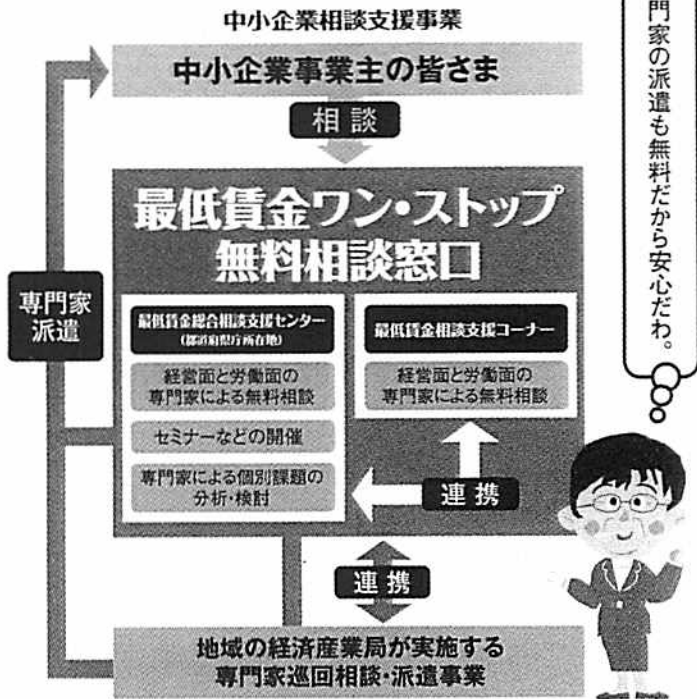 中小企業相談支援事業
中小企業事業主の皆さま
相談
最低賃金ワン・ストップ
無料相談窓口
専門家
派遣
最低賃金総合相談支援センター
(都道府県庁所在地)
経営面と労働面の
専門家による無料相談
セミナーなどの開催
専門家による個別課題の
分析・検討
最低賃金相談支援コーナー
経営面と労働面の
専門家による無料相談
連携
連携
地域の経済産業局が実施する
専門家巡回相談・派遣事業
門家の派遣も無料だから安心だわ。